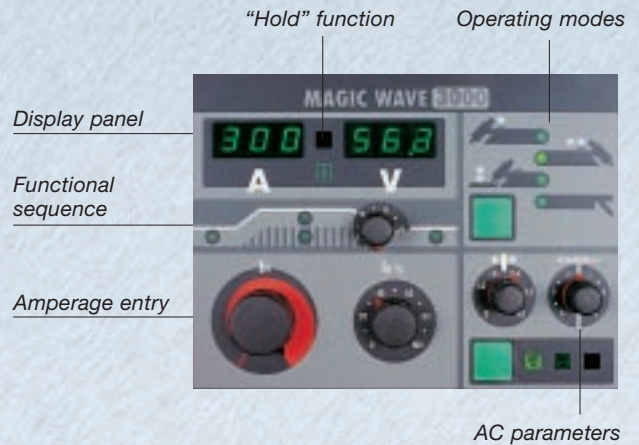 “Hold” function
Operating modes
MAGIC WAVE 3000
Display panel
300
56.3
A
V
Functional
sequence
Amperage entry
AC parameters